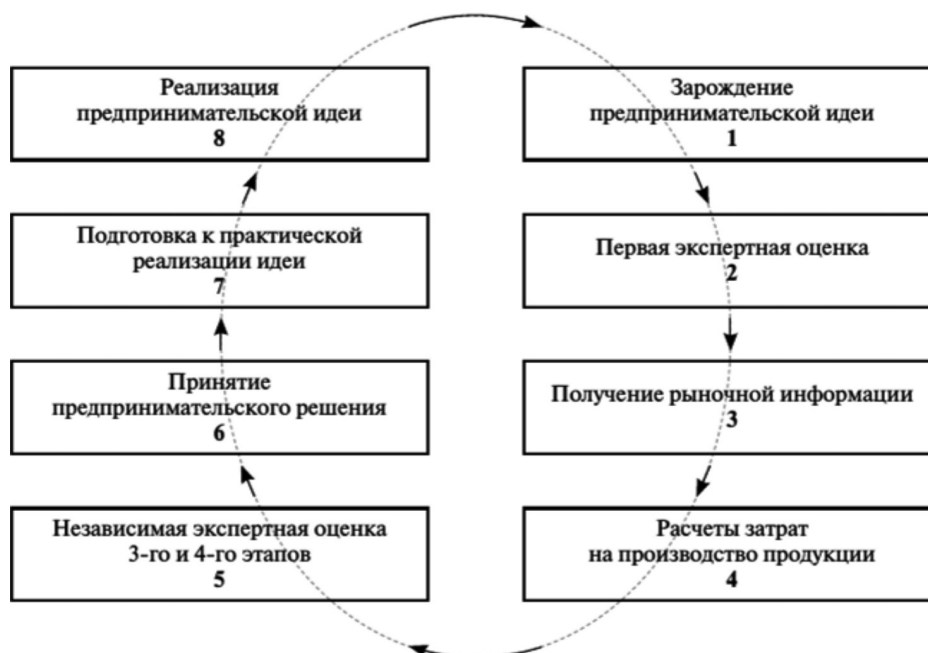 Реализация
предпринимательской идеи
8
Зарождение
предпринимательской идеи
1
Подготовка к практической
реализации идеи
7
Первая экспертная оценка
2
Принятие
предпринимательского решения
6
Получение рыночной информации
3
Независимая экспертная оценка
3-го и 4-го этапов
5
Расчеты затрат
на производство продукции
4